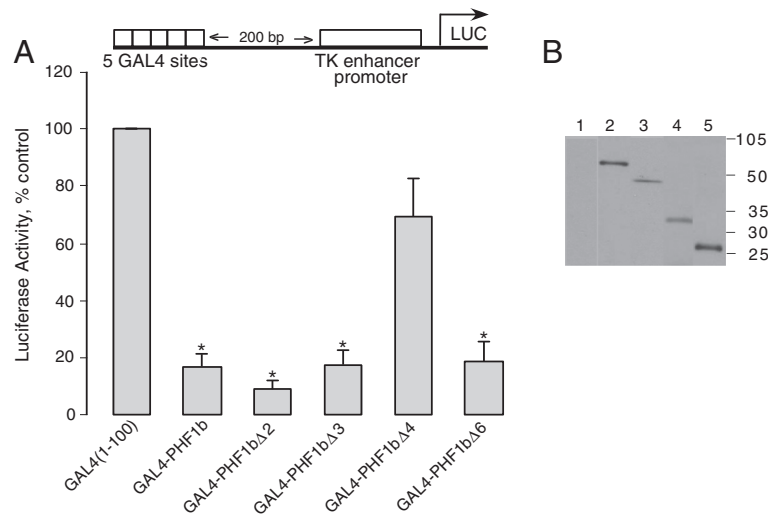 A
5 GAL4 sites
200 bp
TK enhancer
promoter
LUC
Luciferase Activity, % control
120
100
80
60
40
20
0
*
*
*
*
GAL4(1-100)
GAL4-PHF1b
GAL4-PHF1bΔ2
GAL4-PHF1bΔ3
GAL4-PHF1bΔ4
GAL4-PHF1bΔ6
B
1 2 3 4 5
105
50
35
30
25